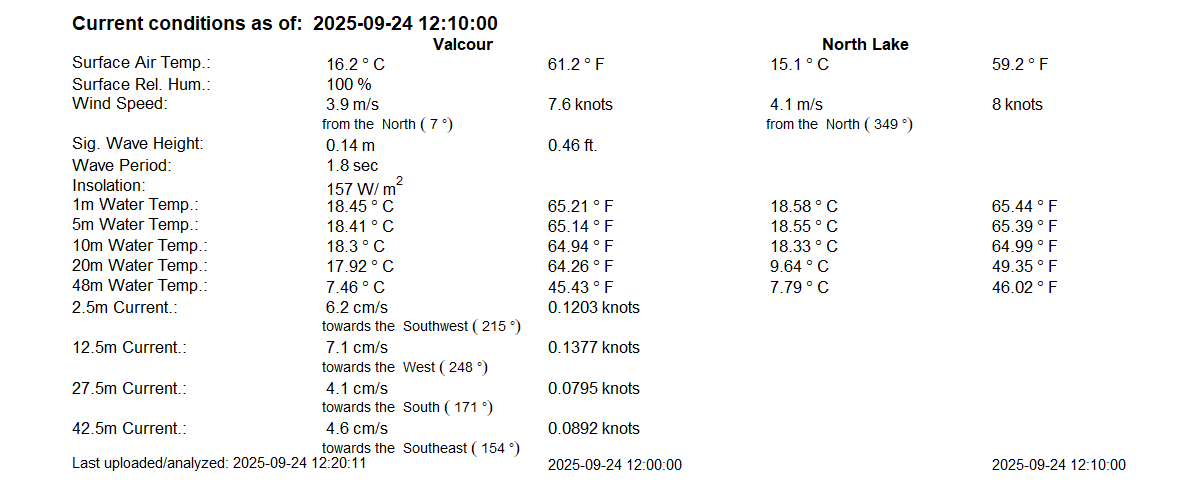 Current conditions as of: 2025-09-24 12:10:00
Valcour North Lake
Surface Air Temp.: 16.2 ° C 61.2 ° F 15.1 ° C 59.2 ° F
Surface Rel. Hum.: 100 %
Wind Speed: 3.9 m/s 7.6 knots 4.1 m/s 8 knots
from the North ( 7 °) from the North ( 349 °)
Sig. Wave Height: 0.14 m 0.46 ft.
Wave Period: 1.8 sec
Insolation: 157 W/ m2
1m Water Temp.: 18.45 ° C 65.21 ° F 18.58 ° C 65.44 ° F
5m Water Temp.: 18.41 ° C 65.14 ° F 18.55 ° C 65.39 ° F
10m Water Temp.: 18.3 ° C 64.94 ° F 18.33 ° C 64.99 ° F
20m Water Temp.: 17.92 ° C 64.26 ° F 9.64 ° C 49.35 ° F
48m Water Temp.: 7.46 ° C 45.43 ° F 7.79 ° C 46.02 ° F
2.5m Current.: 6.2 cm/s 0.1203 knots
towards the Southwest ( 215 °)
12.5m Current.: 7.1 cm/s 0.1377 knots
towards the West ( 248 °)
27.5m Current.: 4.1 cm/s 0.0795 knots
towards the South ( 171 °)
42.5m Current.: 4.6 cm/s 0.0892 knots
towards the Southeast ( 154 °)
Last uploaded/analyzed: 2025-09-24 12:20:11 2025-09-24 12:00:00 2025-09-24 12:10:00